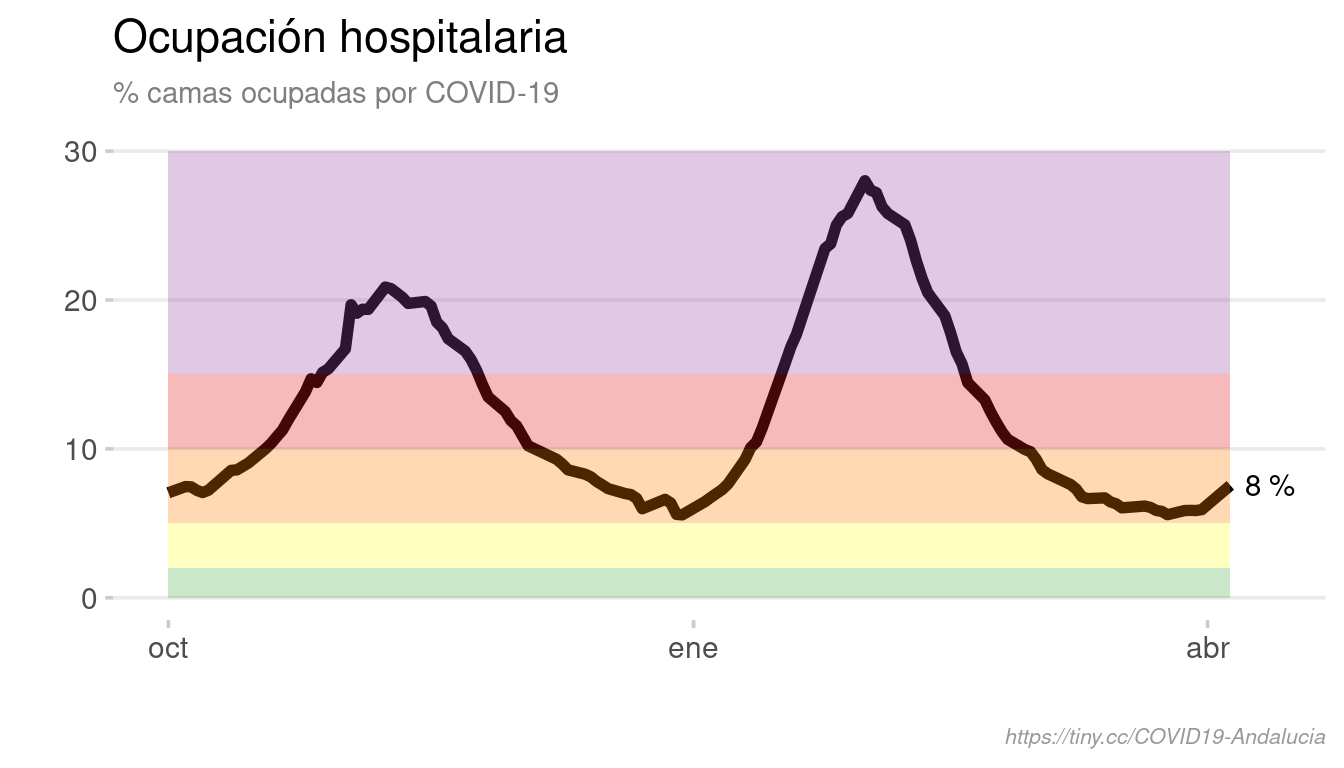 Ocupación hospitalaria
% camas ocupadas por COVID-19
30
20
10
0
8 %
oct ene abr
https://tiny.cc/COVID19-Andalucia